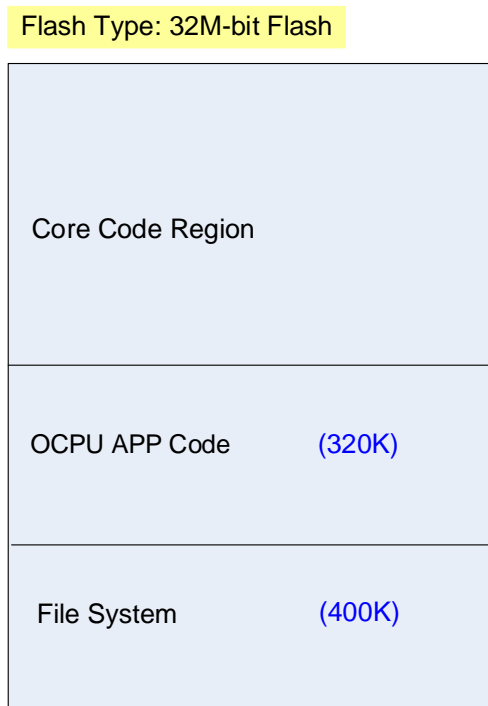 Flash Type: 32M-bit Flash
Core Code Region
OCPU APP Code (320K)
File System (400K)